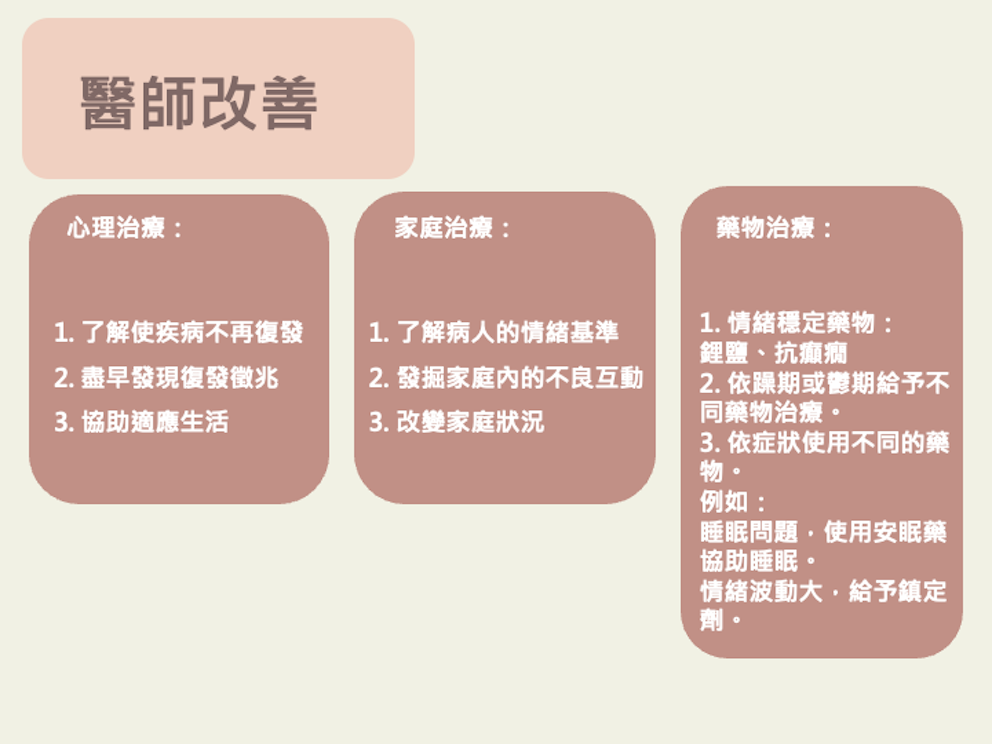 醫師改善
心理治療：
1. 了解使疾病不再復發
2. 盡早發現復發徵兆
3. 協助適應生活
家庭治療：
1. 了解病人的情緒基準
2. 發掘家庭內的不良互動
3. 改變家庭狀況
藥物治療：
1. 情緒穩定藥物：
鋰鹽、抗癲癇
2. 依躁期或鬱期給予不
同藥物治療。
3. 依症狀使用不同的藥
物。
例如：
睡眠問題，使用安眠藥
協助睡眠。
情緒波動大，給予鎮定
劑。